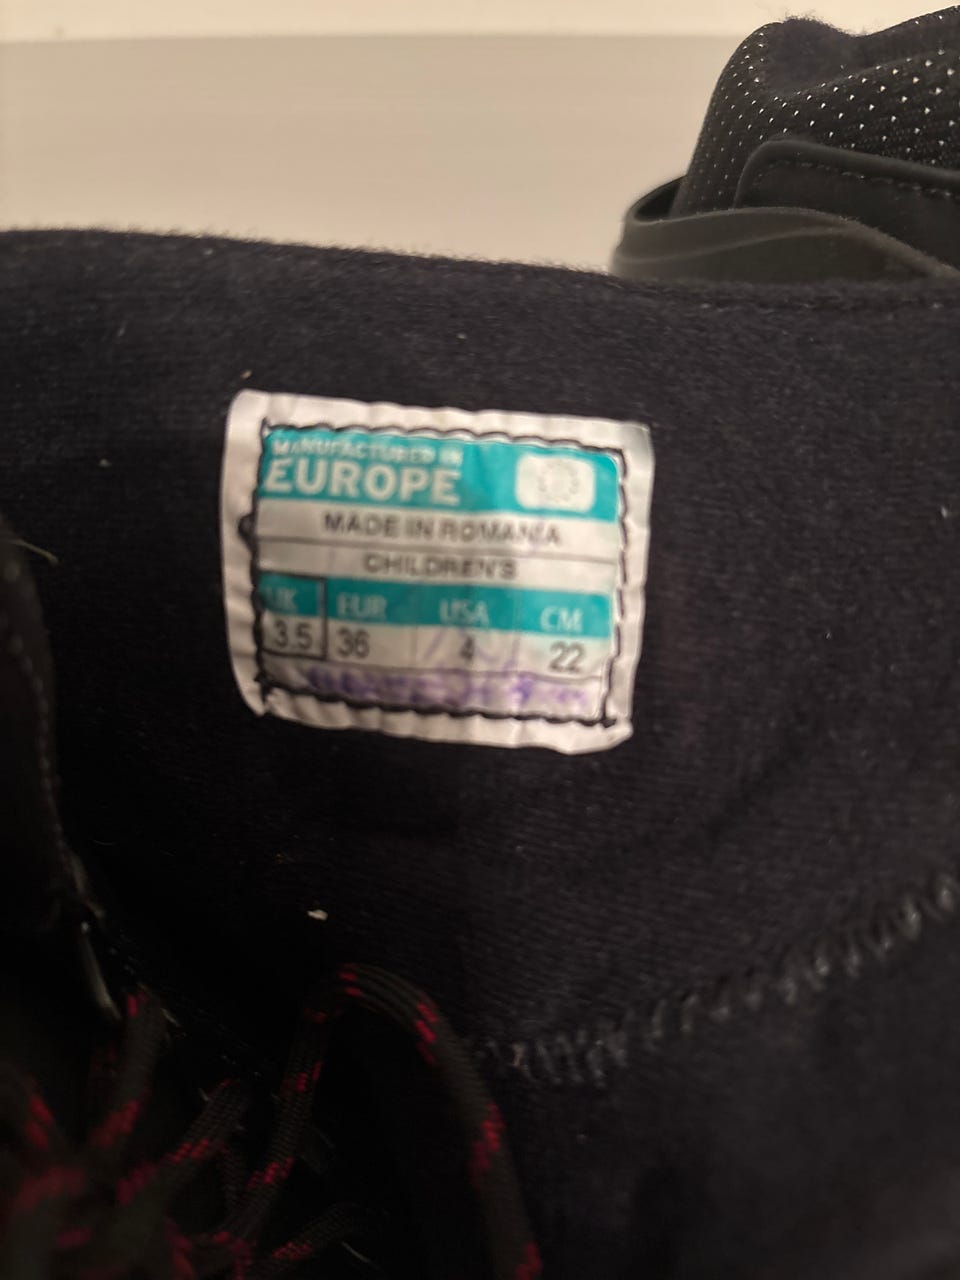 MANUFACTURED IN
EUROPE
MADE IN ROMANIA
CHILDREN'S
UK EUR USA CM
3.5 36 4 22